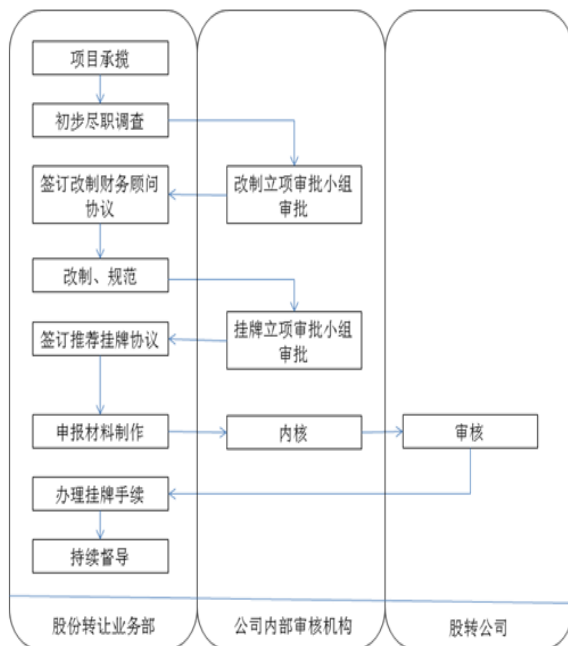 项目承揽
初步尽职调查
签订改制财务顾问
协议
改制立项审批小组
审批
改制、规范
签订推荐挂牌协议
挂牌立项审批小组
审批
申报材料制作
内核
审核
办理挂牌手续
持续督导
股份转让业务部
公司内部审核机构
股转公司